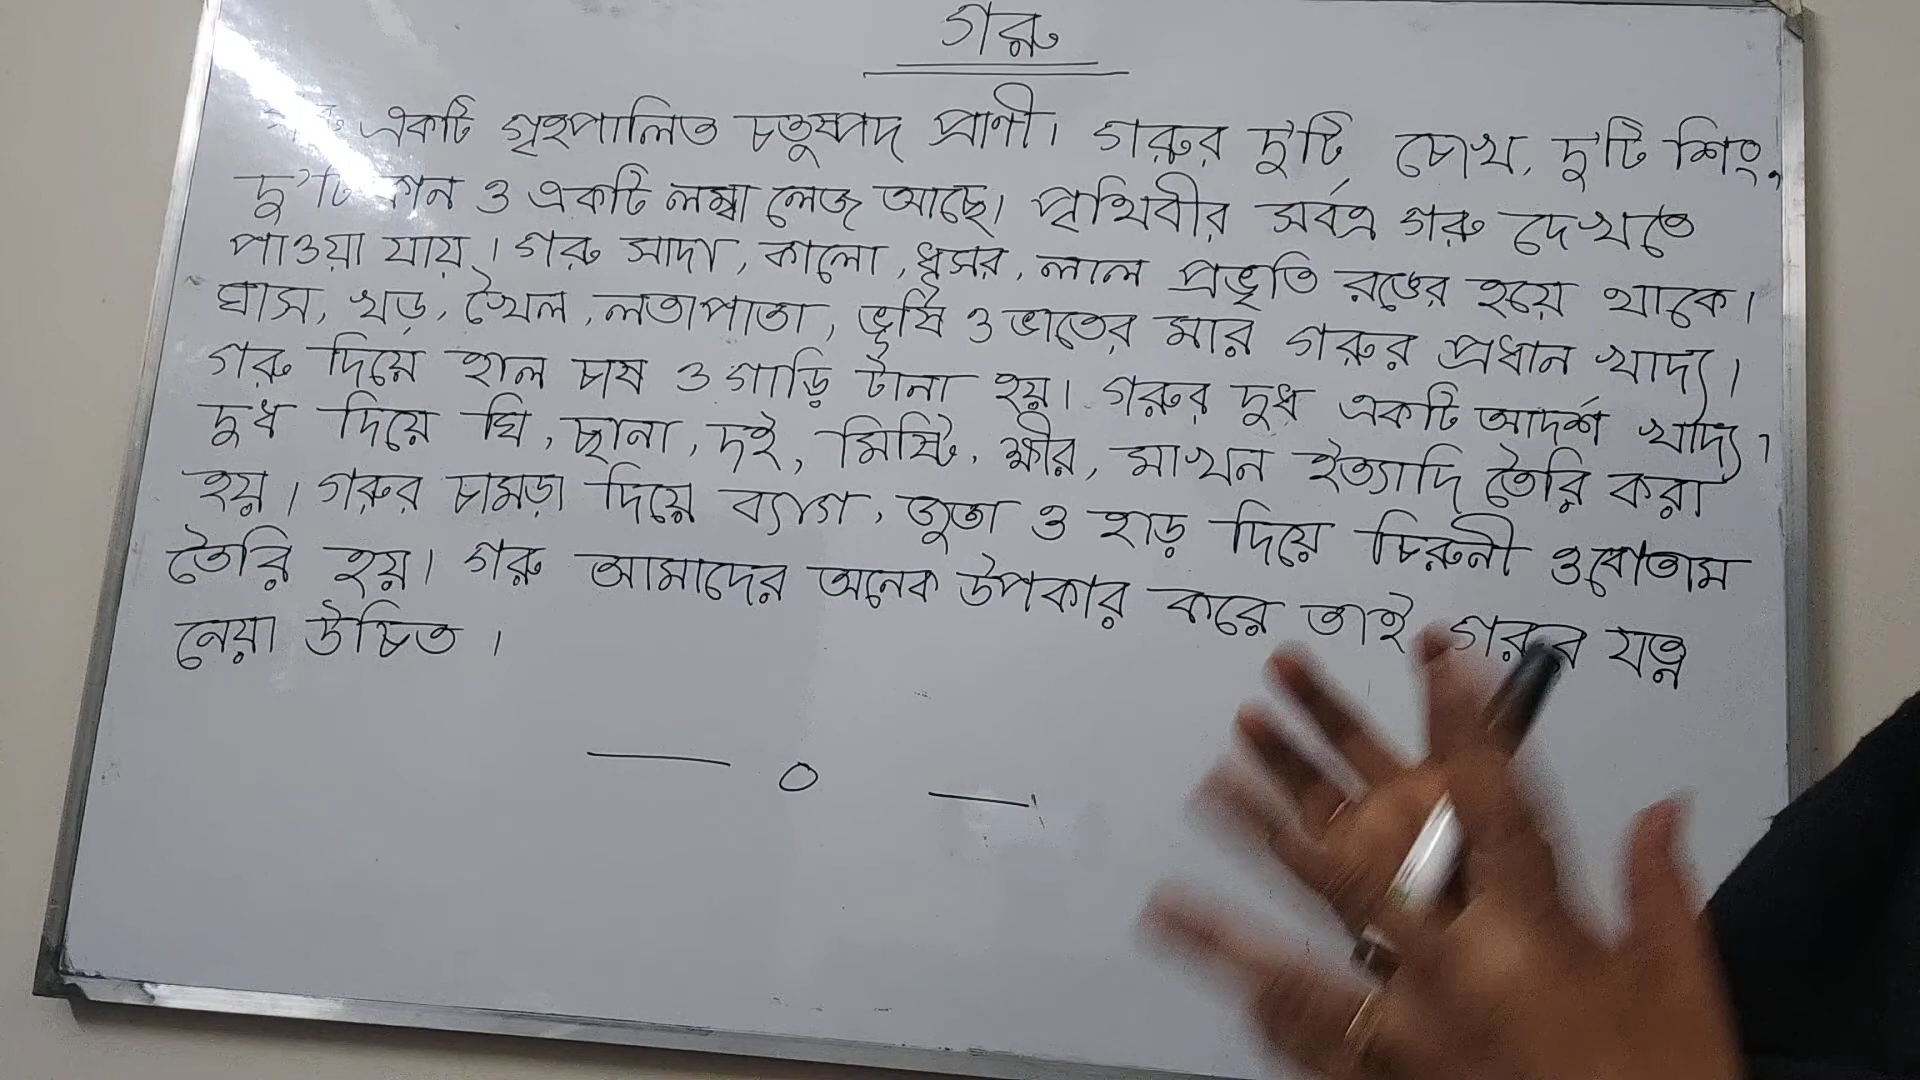 গরু
গরু একটি গৃহপালিত চতুষ্পদ প্রাণী। গরুর দু'টি চোখ, দু'টি শিং,
দু'টি কান ও একটি লম্বা লেজ আছে। পৃথিবীর সর্বত্র গরু দেখতে
পাওয়া যায়। গরু সাদা, কালো, ধূসর, লাল প্রভৃতি রঙের হয়ে থাকে।
ঘাস, খড়, খৈল, লতাপাতা, ভূষি ও ভাতের মার গরুর প্রধান খাদ্য।
গরু দিয়ে হাল চাষ ও গাড়ি টানা হয়। গরুর দুধ একটি আদর্শ খাদ্য।
দুধ দিয়ে ঘি, ছানা, দই, মিষ্টি, ক্ষীর, মাখন ইত্যাদি তৈরি করা
হয়। গরুর চামড়া দিয়ে ব্যাগ, জুতা ও হাড় দিয়ে চিরুনী ও বোতাম
তৈরি হয়। গরু আমাদের অনেক উপকার করে তাই গরুর যত্ন
নেয়া উচিত।
— ০ —